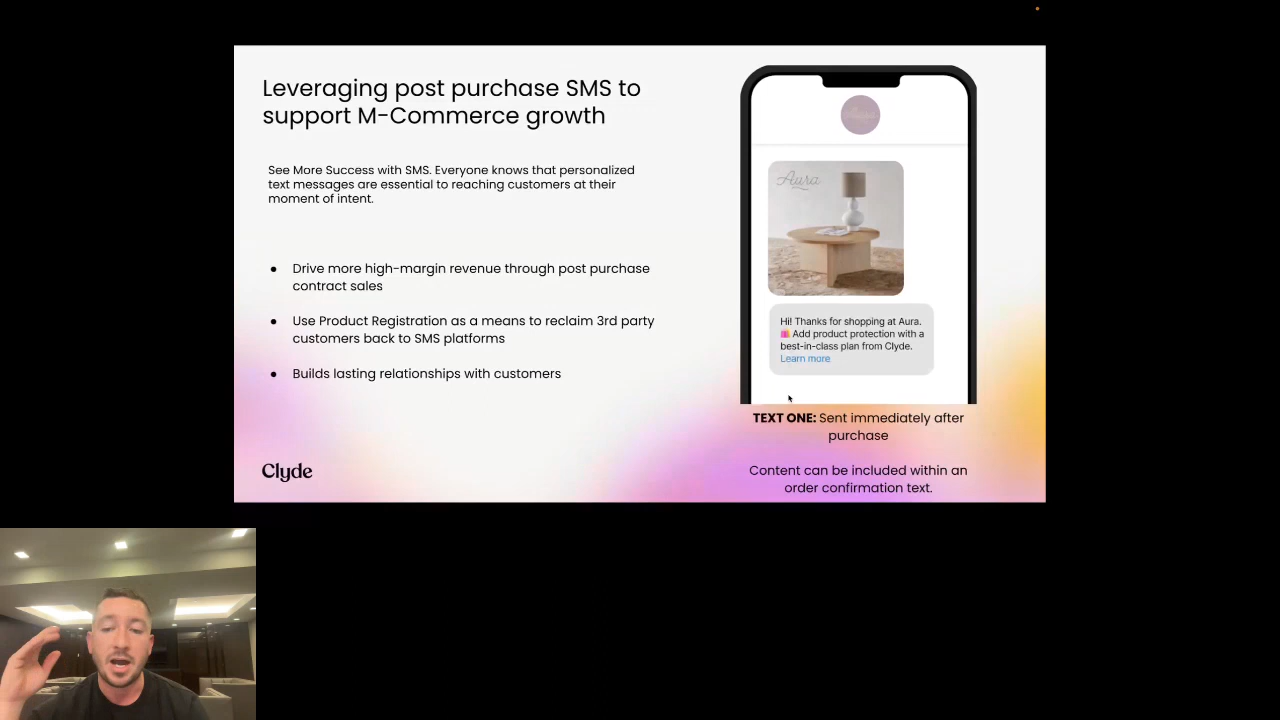 Leveraging post purchase SMS to
support M-Commerce growth
See More Success with SMS. Everyone knows that personalized
text messages are essential to reaching customers at their
moment of intent.
● Drive more high-margin revenue through post purchase
contract sales
● Use Product Registration as a means to reclaim 3rd party
customers back to SMS platforms
● Builds lasting relationships with customers
Clyde
Aura
Hi! Thanks for shopping at Aura.
🎁 Add product protection with a
best-in-class plan from Clyde.
Learn more
TEXT ONE: Sent immediately after
purchase
Content can be included within an
order confirmation text.